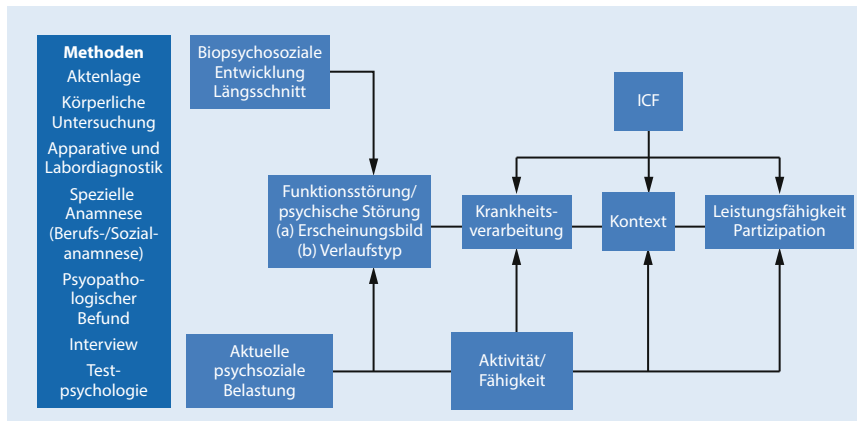 Methoden
Aktenlage
Körperliche
Untersuchung
Apparative und
Labordiagnostik
Spezielle
Anamnese
(Berufs-/Sozial-
anamnese)
Psyopatho-
logischer
Befund
Interview
Test-
psychologie
Biopsychosoziale
Entwicklung
Längsschnitt
ICF
Funktionsstörung/
psychische Störung
(a) Erscheinungsbild
(b) Verlaufstyp
Krankheits-
verarbeitung
Kontext
Leistungsfähigkeit
Partizipation
Aktuelle
psychsoziale
Belastung
Aktivität/
Fähigkeit